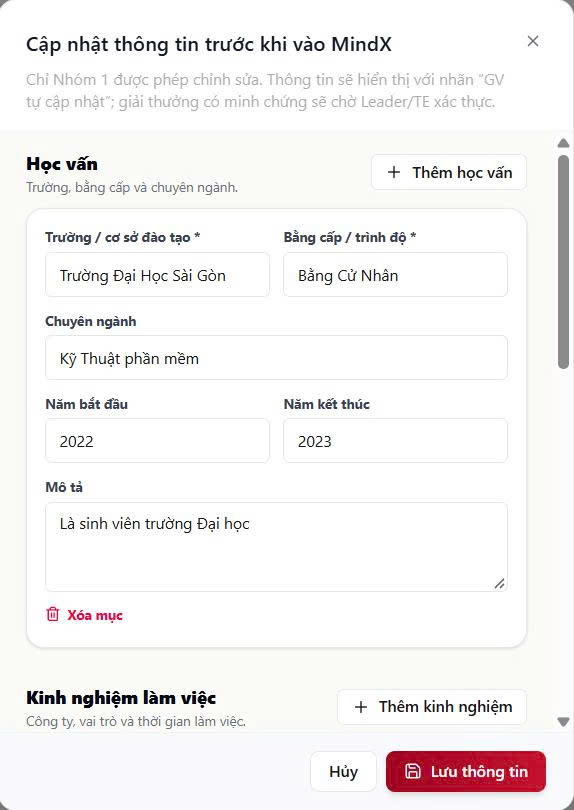 Cập nhật thông tin trước khi vào MindX
Chỉ Nhóm 1 được phép chỉnh sửa. Thông tin sẽ hiển thị với nhãn “GV
tự cập nhật”; giải thưởng có minh chứng sẽ chờ Leader/TE xác thực.
Học vấn
Trường, bằng cấp và chuyên ngành.
Thêm học vấn
Trường / cơ sở đào tạo *
Bằng cấp / trình độ *
Trường Đại Học Sài Gòn
Bằng Cử Nhân
Chuyên ngành
Kỹ Thuật phần mềm
Năm bắt đầu
Năm kết thúc
2022
2023
Mô tả
Là sinh viên trường Đại học
Xóa mục
Kinh nghiệm làm việc
Công ty, vai trò và thời gian làm việc.
Thêm kinh nghiệm
Hủy
Lưu thông tin